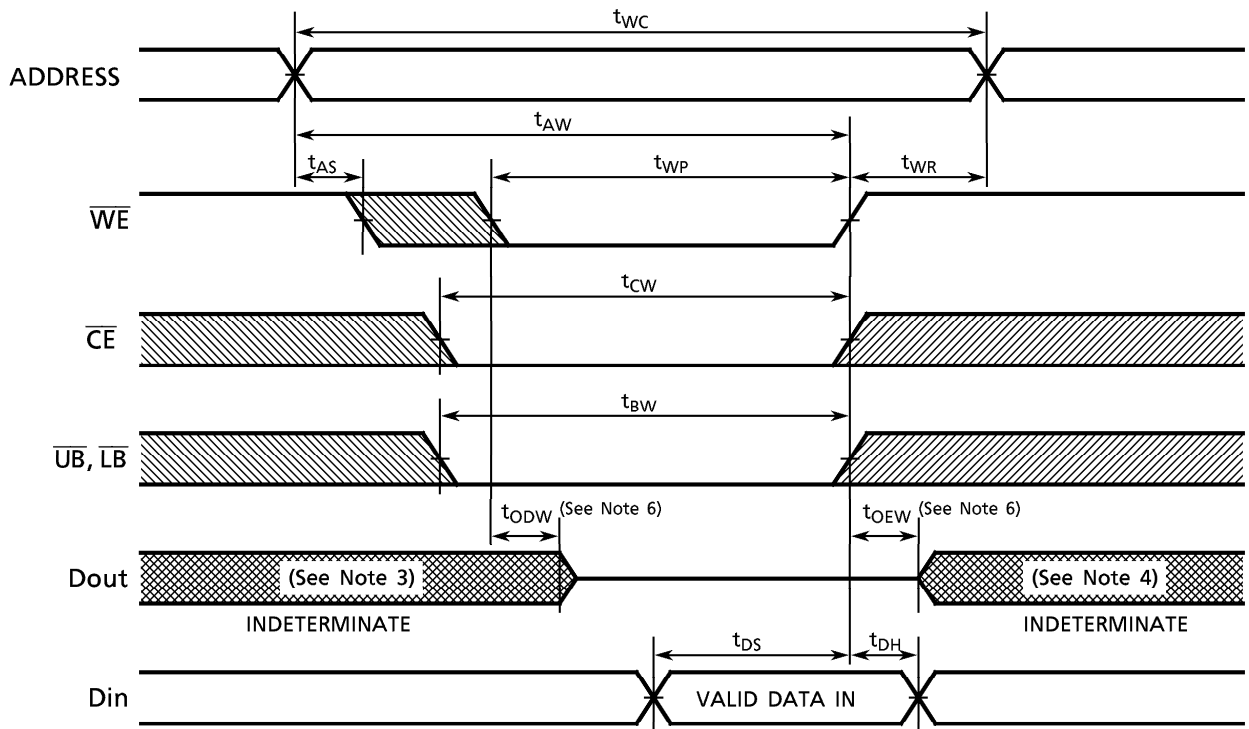 tWC
ADDRESS
tAW
tAS tWP tWR
WE
tCW
CE
tBW
UB, LB
tODW (See Note 6) tOEW (See Note 6)
Dout (See Note 3) (See Note 4)
INDETERMINATE INDETERMINATE
tDS tDH
Din VALID DATA IN